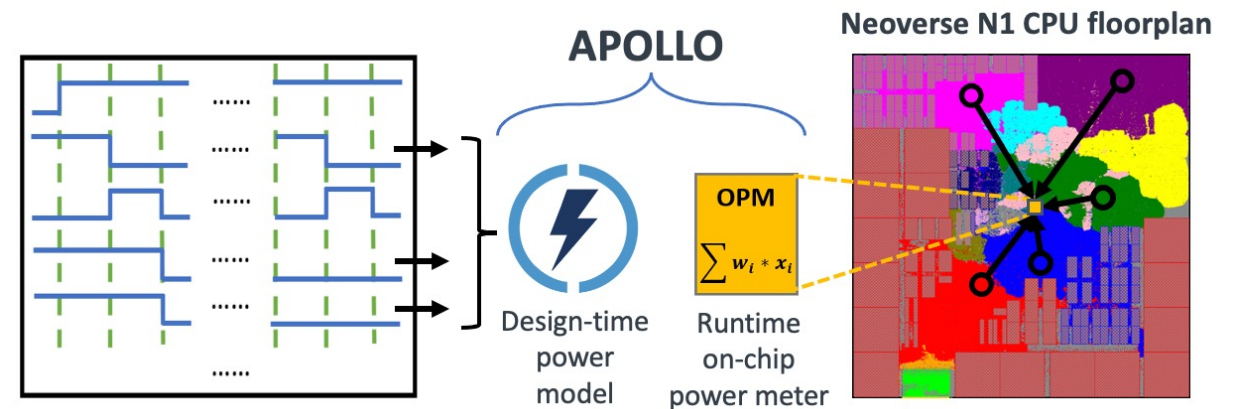 APOLLO
Neoverse N1 CPU floorplan
......
......
......
......
......
......
Design-time
power
model
OPM
∑ wᵢ * xᵢ
Runtime
on-chip
power meter